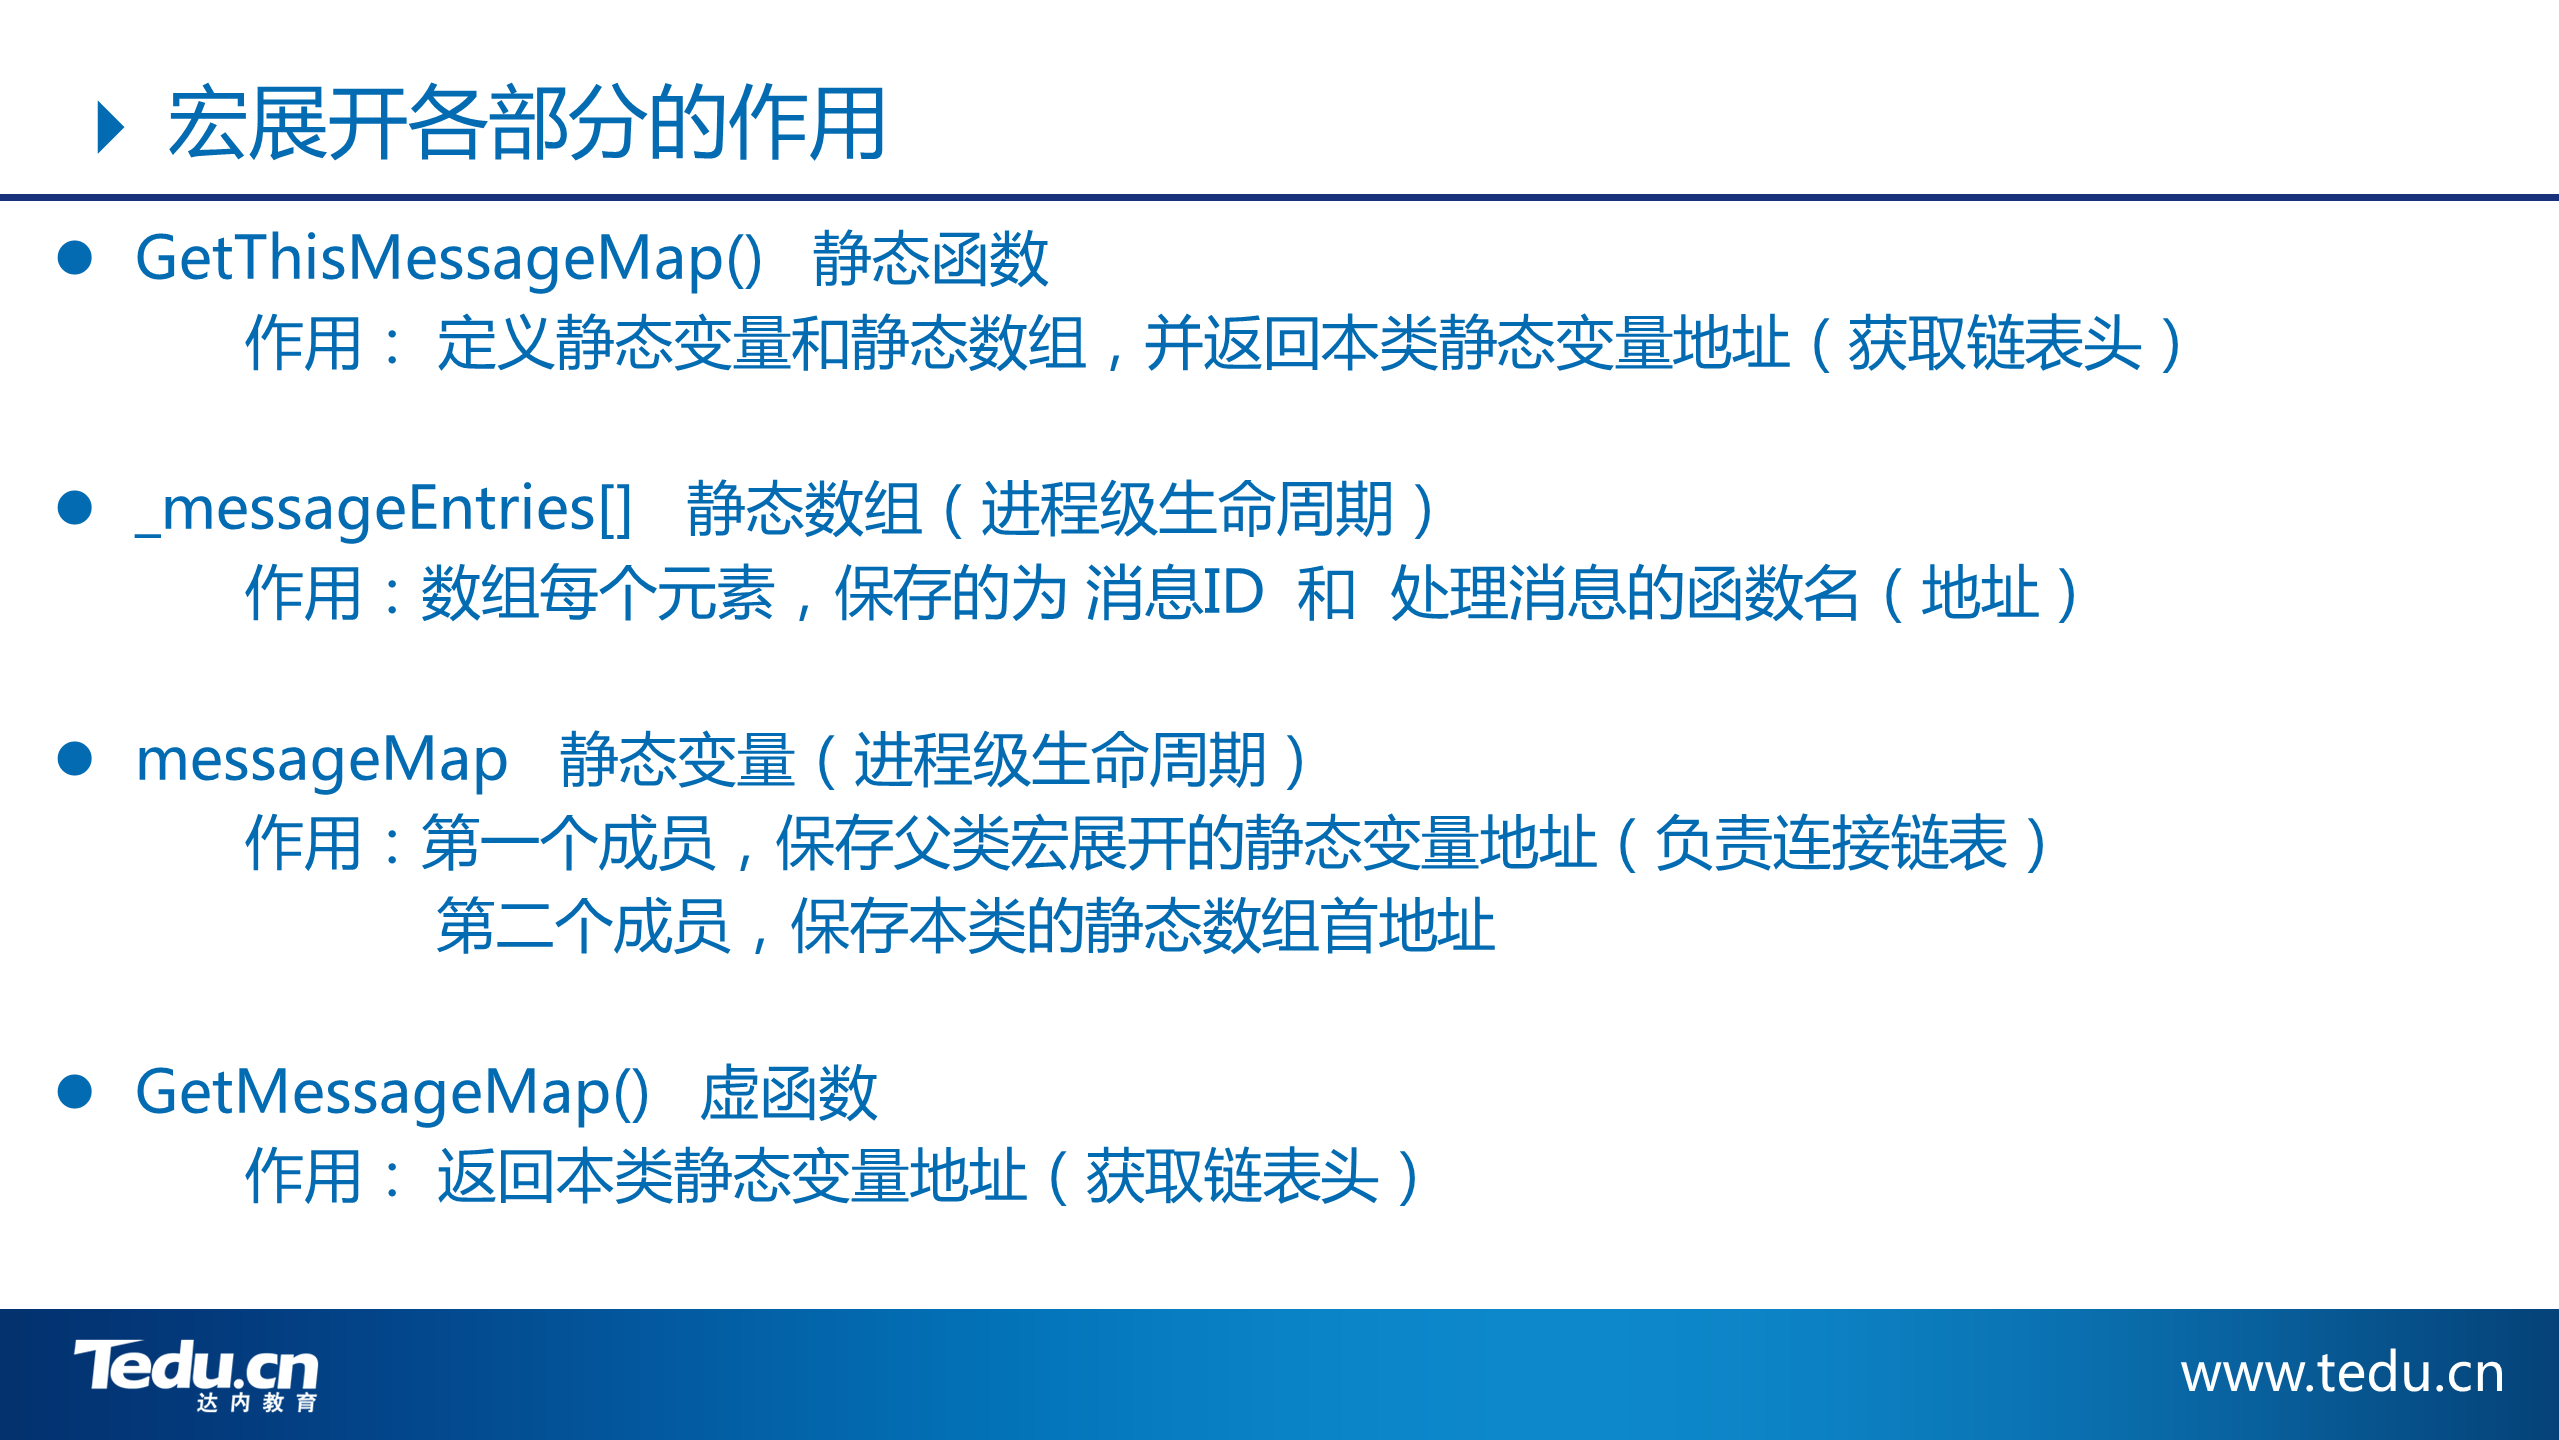 宏展开各部分的作用
GetThisMessageMap() 静态函数
作用： 定义静态变量和静态数组，并返回本类静态变量地址（获取链表头）
_messageEntries[] 静态数组（进程级生命周期）
作用：数组每个元素，保存的为 消息ID 和 处理消息的函数名（地址）
messageMap 静态变量（进程级生命周期）
作用：第一个成员，保存父类宏展开的静态变量地址（负责连接链表）
第二个成员，保存本类的静态数组首地址
GetMessageMap() 虚函数
作用： 返回本类静态变量地址（获取链表头）
Tedu.cn
达内教育
www.tedu.cn